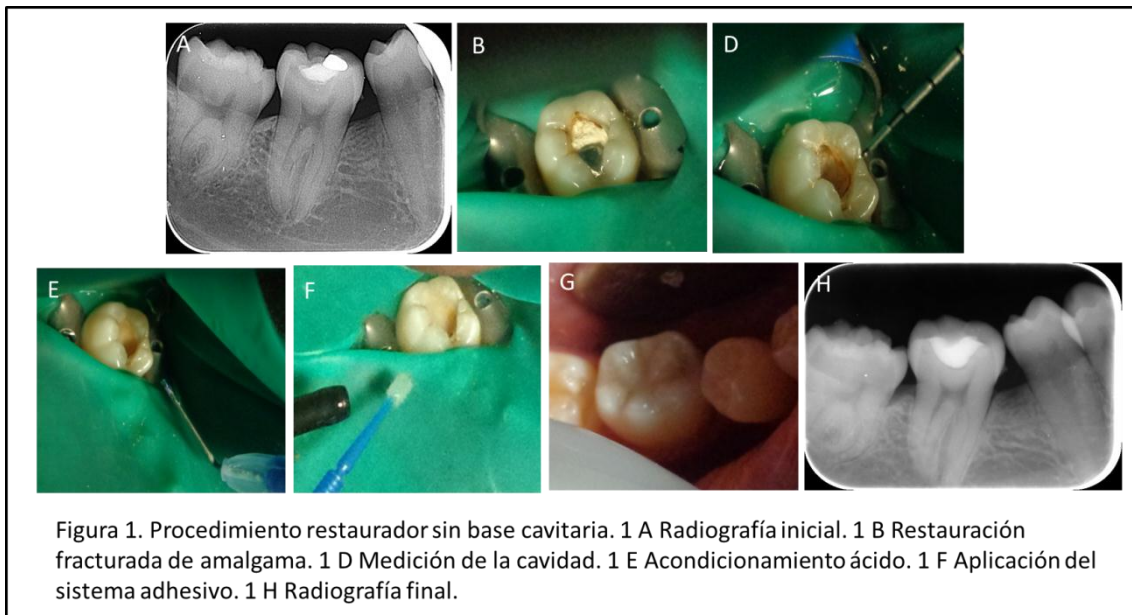 A
B
D
E
F
G
H
Figura 1. Procedimiento restaurador sin base cavitaria. 1 A Radiografía inicial. 1 B Restauración
fracturada de amalgama. 1 D Medición de la cavidad. 1 E Acondicionamiento ácido. 1 F Aplicación del
sistema adhesivo. 1 H Radiografía final.